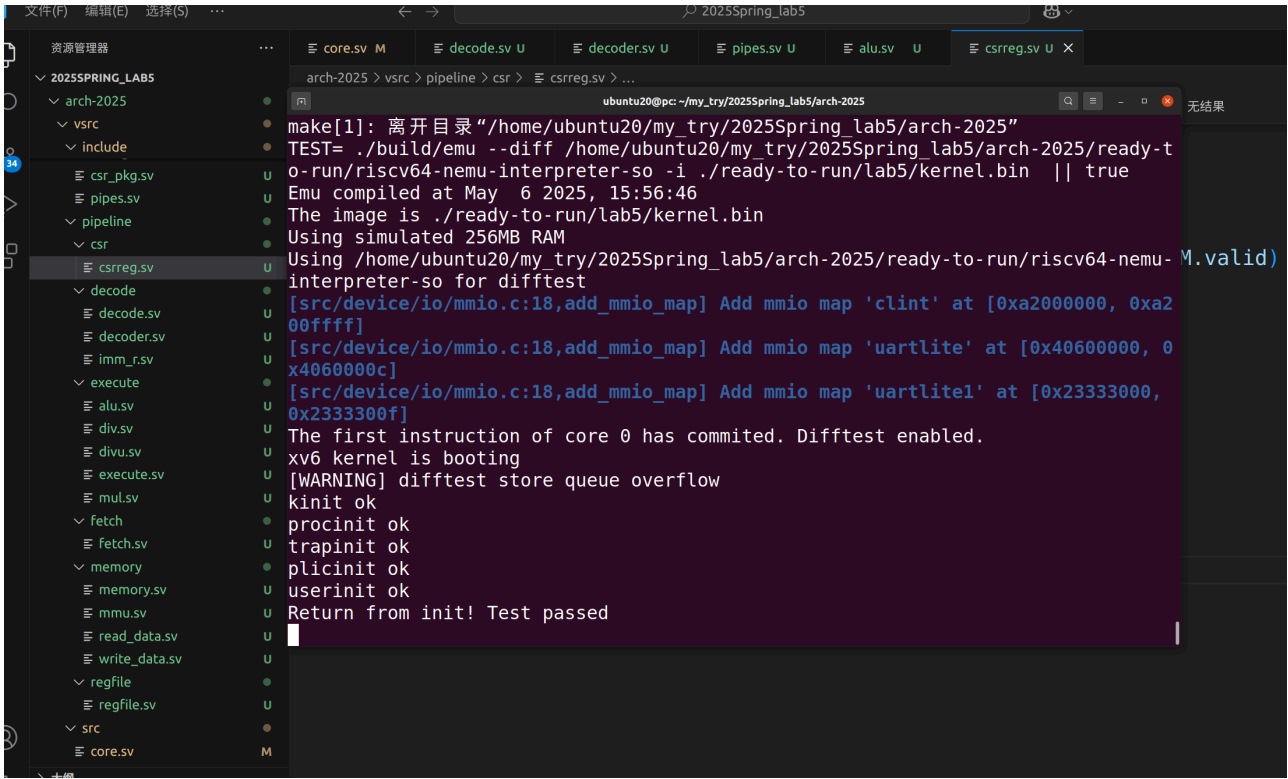 文件(F) 编辑(E) 选择(S) ··· ← → 2025Spring_lab5
资源管理器 ···
core.sv M decode.sv U decoder.sv U pipes.sv U alu.sv U csrreg.sv U ×
arch-2025 > vsrc > pipeline > csr > csrreg.sv > ...
34
2025SPRING_LAB5
arch-2025
vsrc
include
csr_pkg.sv U
pipes.sv U
pipeline
csr
csrreg.sv U
decode
decode.sv U
decoder.sv U
imm_r.sv U
execute
alu.sv U
div.sv U
divu.sv U
execute.sv U
mul.sv U
fetch
fetch.sv U
memory
memory.sv U
mmu.sv U
read_data.sv U
write_data.sv U
regfile
regfile.sv U
src
core.sv M
大纲
ubuntu20@pc: ~/my_try/2025Spring_lab5/arch-2025
无结果
M.valid)
make[1]: 离开目录“/home/ubuntu20/my_try/2025Spring_lab5/arch-2025”
TEST= ./build/emu --diff /home/ubuntu20/my_try/2025Spring_lab5/arch-2025/ready-t
o-run/riscv64-nemu-interpreter-so -i ./ready-to-run/lab5/kernel.bin || true
Emu compiled at May  6 2025, 15:56:46
The image is ./ready-to-run/lab5/kernel.bin
Using simulated 256MB RAM
Using /home/ubuntu20/my_try/2025Spring_lab5/arch-2025/ready-to-run/riscv64-nemu-
interpreter-so for difftest
[src/device/io/mmio.c:18,add_mmio_map] Add mmio map 'clint' at [0xa2000000, 0xa2
00ffff]
[src/device/io/mmio.c:18,add_mmio_map] Add mmio map 'uartlite' at [0x40600000, 0
x4060000c]
[src/device/io/mmio.c:18,add_mmio_map] Add mmio map 'uartlite1' at [0x23333000,
0x2333300f]
The first instruction of core 0 has commited. Difftest enabled.
xv6 kernel is booting
[WARNING] difftest store queue overflow
kinit ok
procinit ok
trapinit ok
plicinit ok
userinit ok
Return from init! Test passed